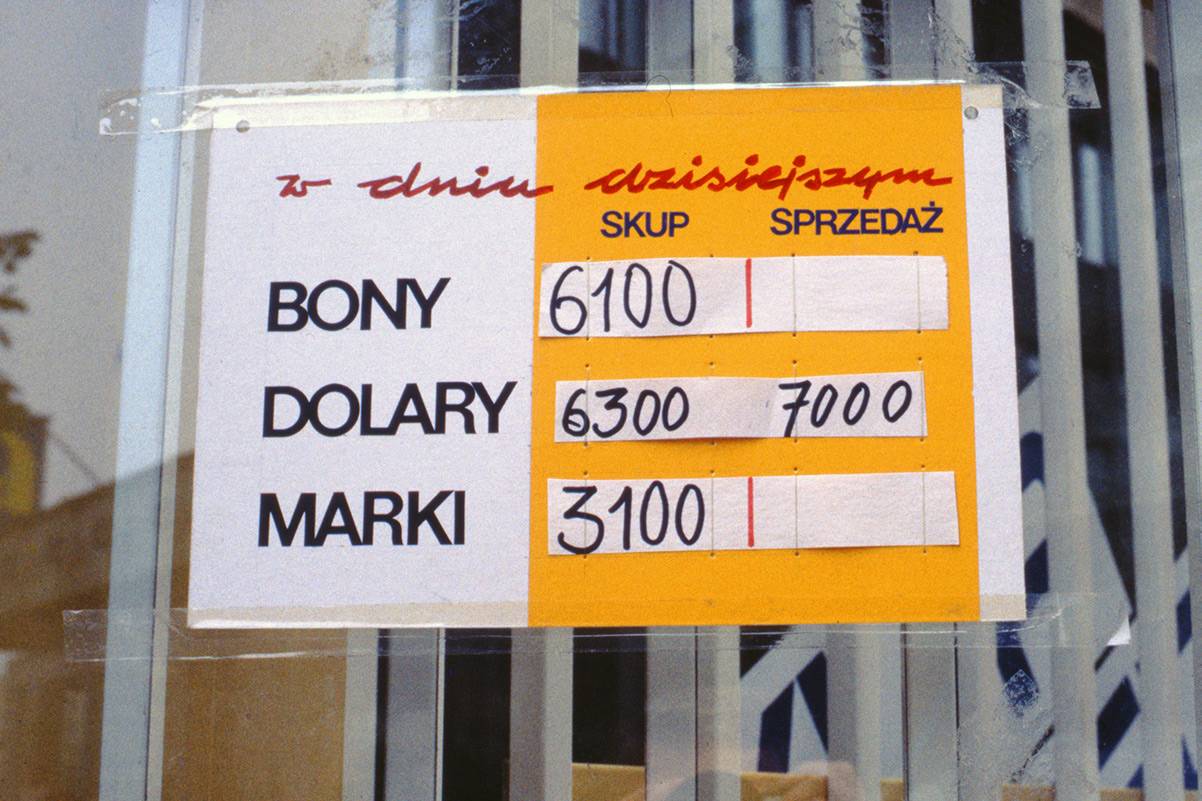 w dniu dzisiejszym
SKUP SPRZEDAŻ
BONY 6100
DOLARY 6300 7000
MARKI 3100